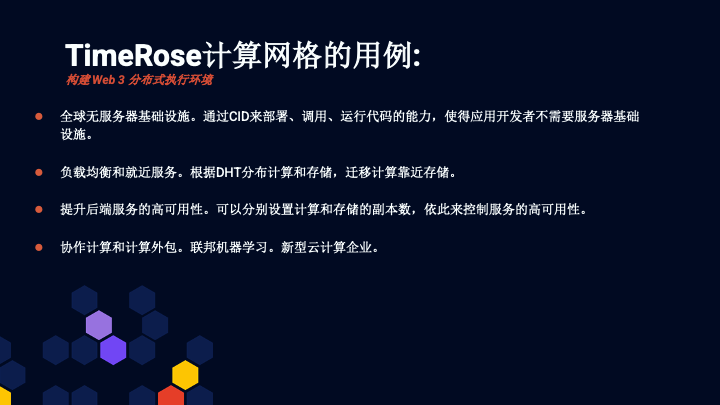 TimeRose计算网格的用例:
构建 Web 3 分布式执行环境
全球无服务器基础设施。通过CID来部署、调用、运行代码的能力，使得应用开发者不需要服务器基础
设施。
负载均衡和就近服务。根据DHT分布计算和存储，迁移计算靠近存储。
提升后端服务的高可用性。可以分别设置计算和存储的副本数，依此来控制服务的高可用性。
协作计算和计算外包。联邦机器学习。新型云计算企业。